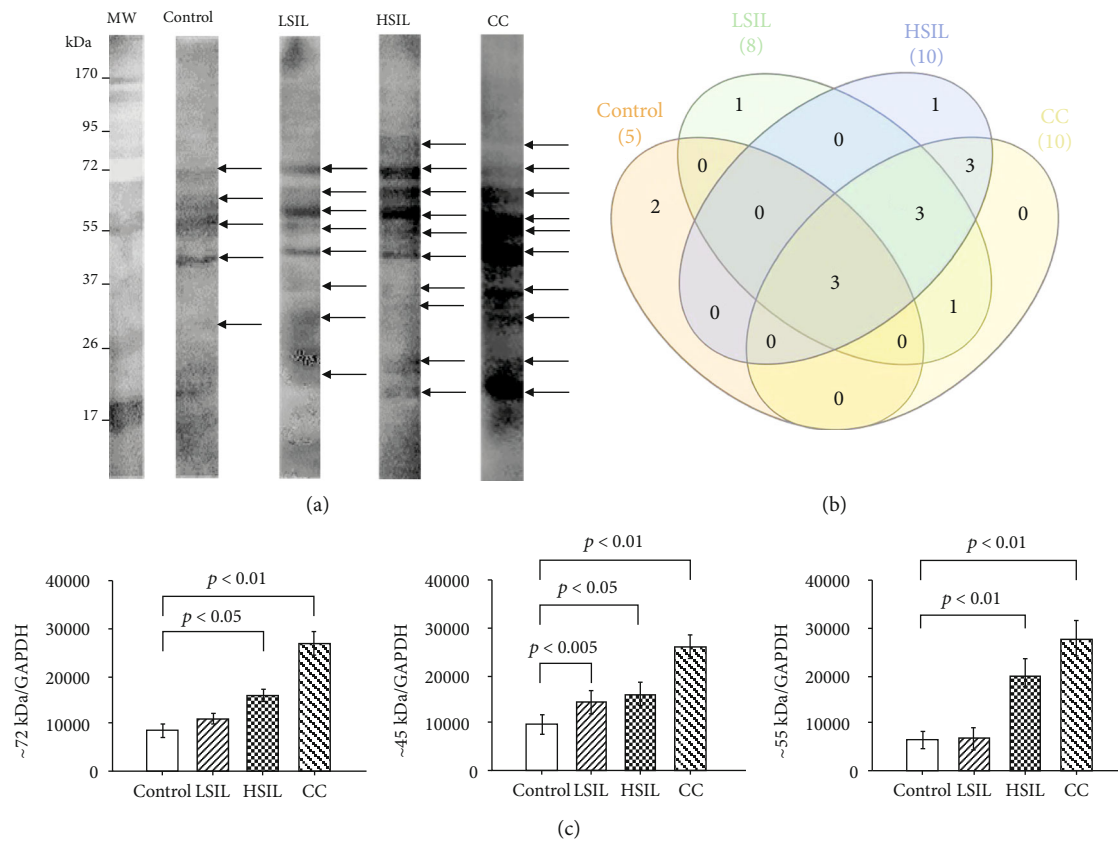 MW Control LSIL HSIL CC
kDa
170
95
72
55
37
26
17
(a)
LSIL
(8)
HSIL
(10)
Control
(5)
CC
(10)
1 0 1
0 3
2 0 3 0
3
0 1
0 0
0
(b)
~72 kDa/GAPDH
40000
30000
20000
10000
0
p < 0.01
p < 0.05
Control LSIL HSIL CC
~45 kDa/GAPDH
40000
30000
20000
10000
0
p < 0.01
p < 0.05
p < 0.005
Control LSIL HSIL CC
~55 kDa/GAPDH
40000
30000
20000
10000
0
p < 0.01
p < 0.01
Control LSIL HSIL CC
(c)